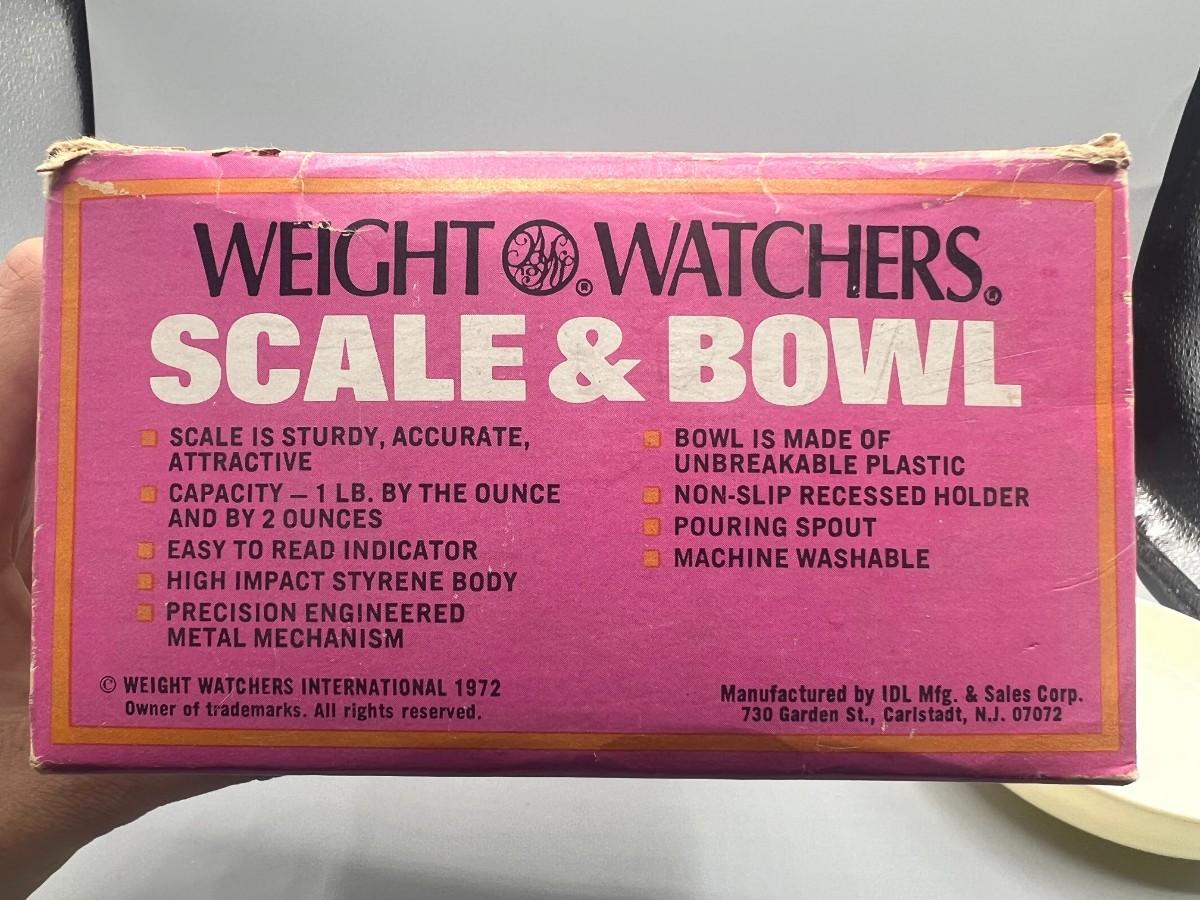 WEIGHT ® WATCHERS®
SCALE & BOWL
SCALE IS STURDY, ACCURATE,
ATTRACTIVE
CAPACITY — 1 LB. BY THE OUNCE
AND BY 2 OUNCES
EASY TO READ INDICATOR
HIGH IMPACT STYRENE BODY
PRECISION ENGINEERED
METAL MECHANISM
BOWL IS MADE OF
UNBREAKABLE PLASTIC
NON-SLIP RECESSED HOLDER
POURING SPOUT
MACHINE WASHABLE
© WEIGHT WATCHERS INTERNATIONAL 1972
Owner of trademarks. All rights reserved.
Manufactured by IDL Mfg. & Sales Corp.
730 Garden St., Carlstadt, N.J. 07072